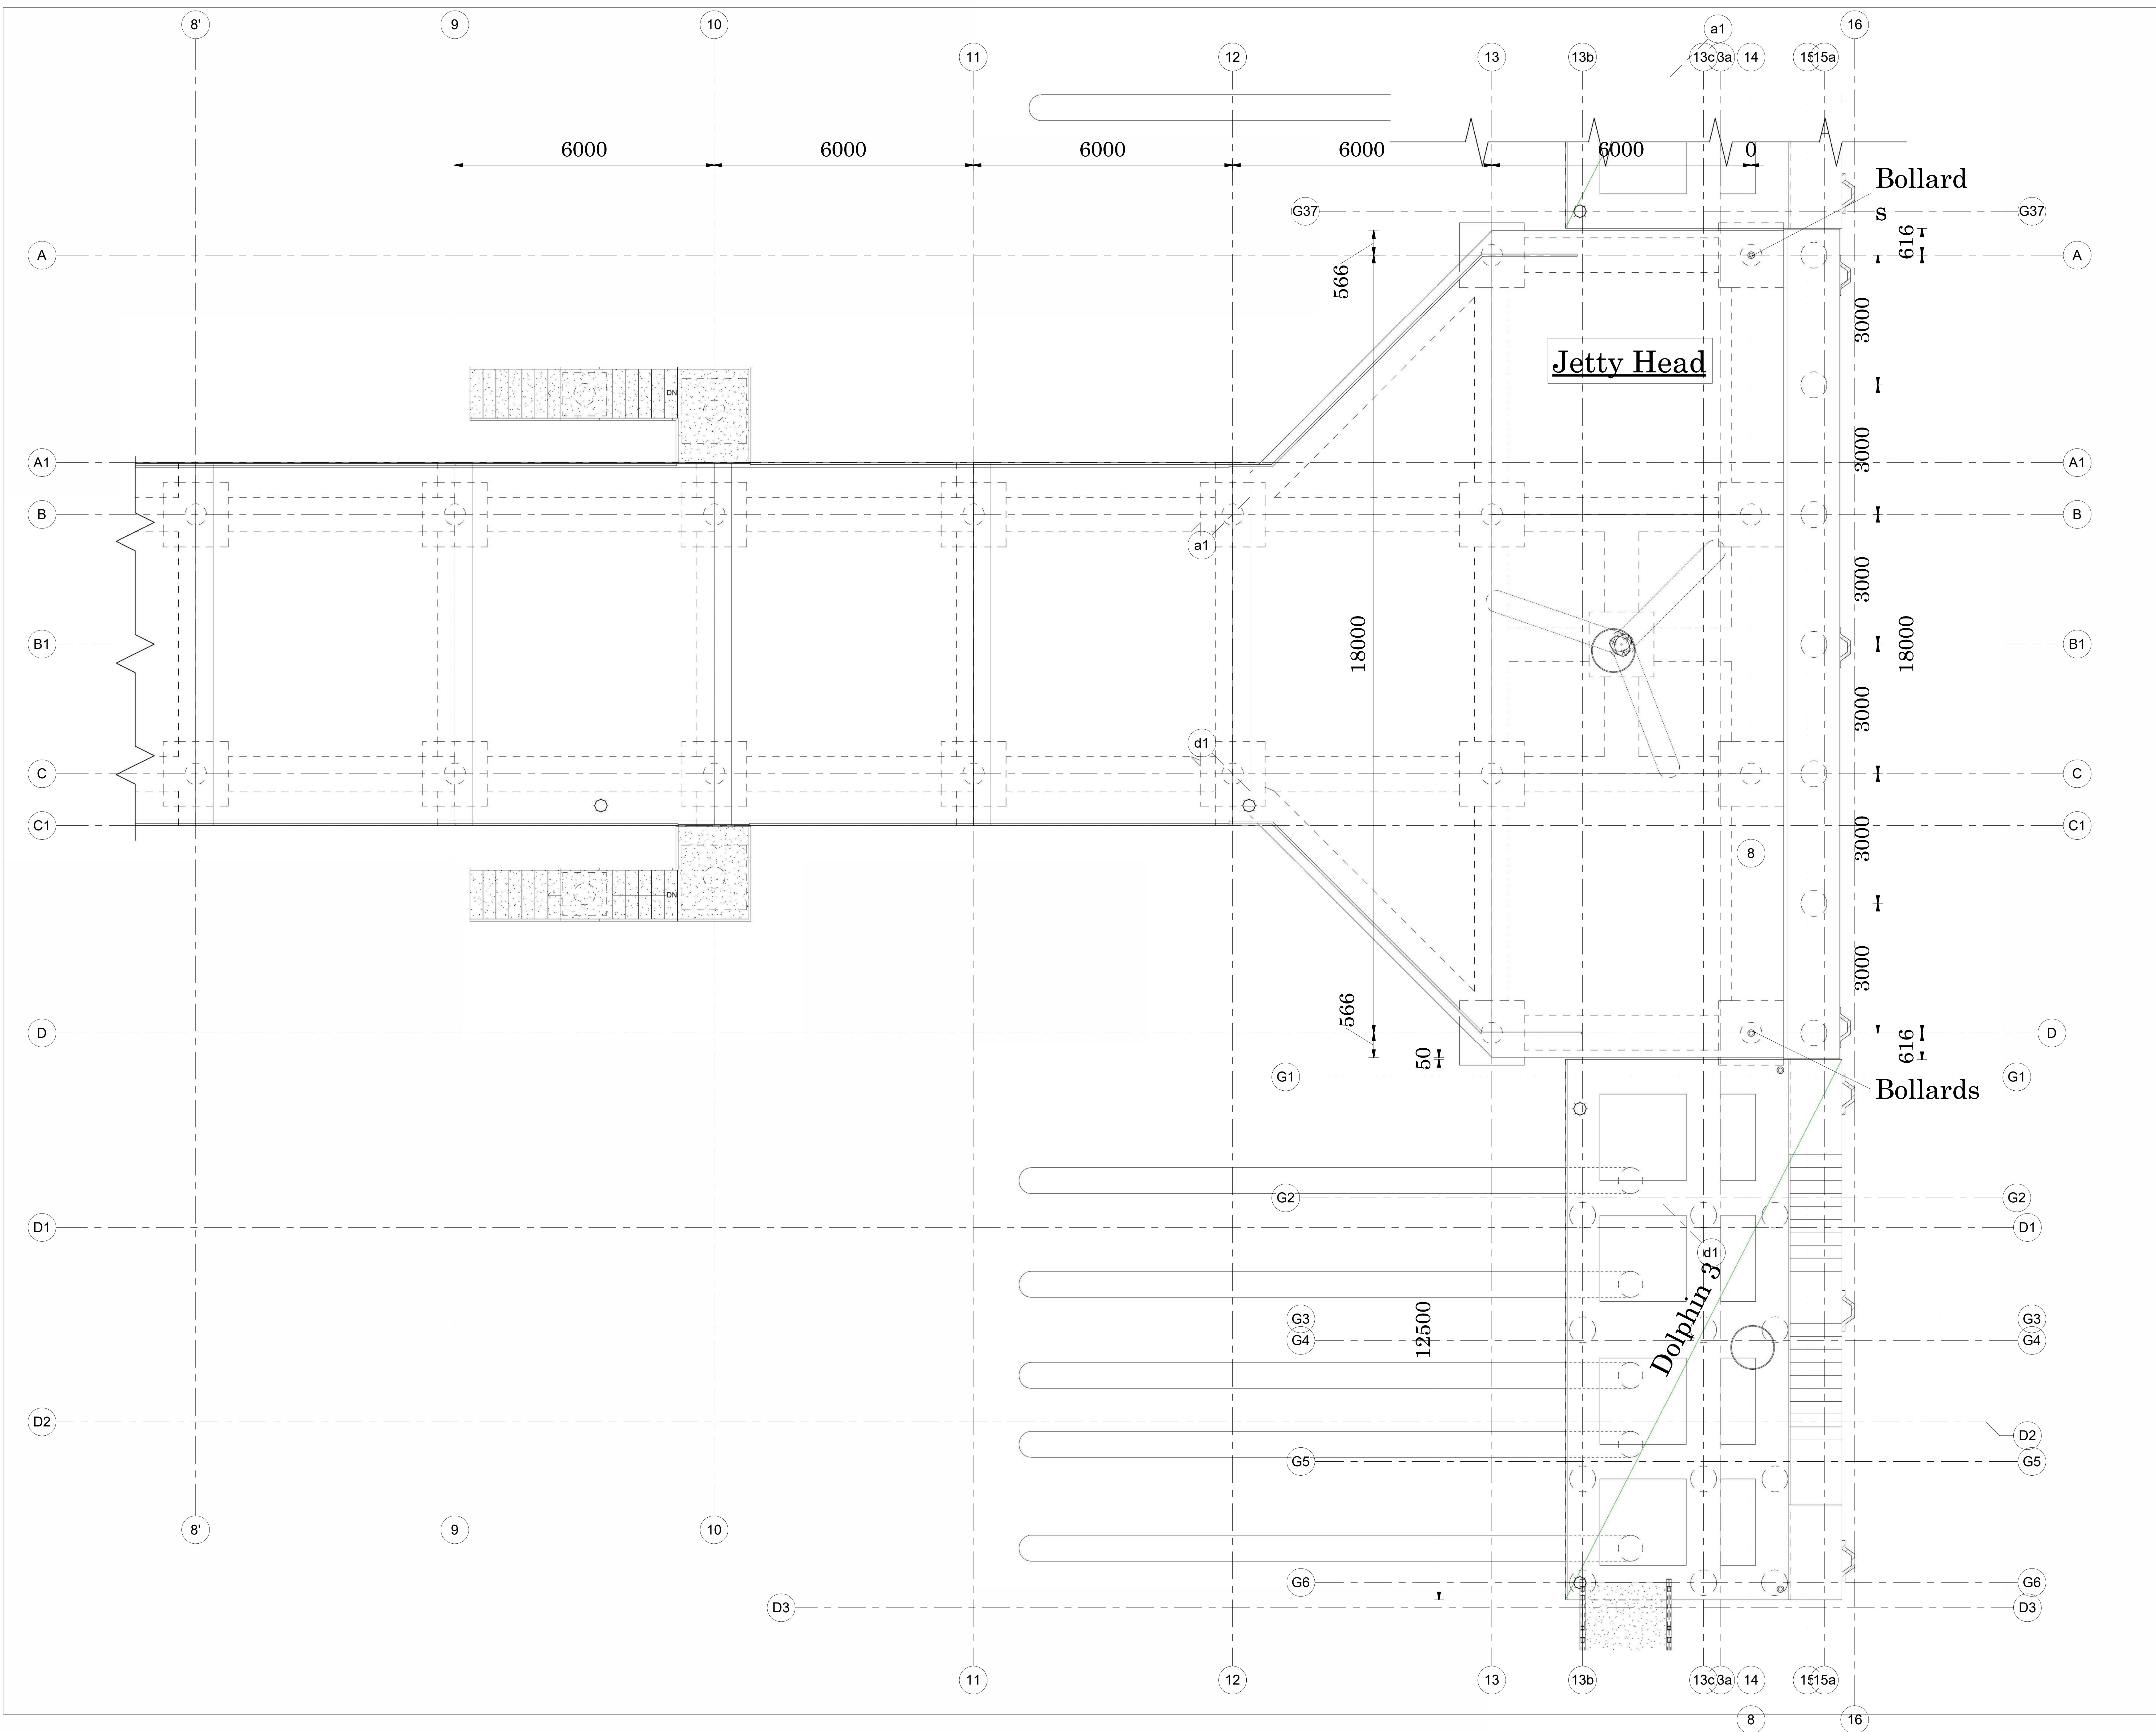 8' 9 10 16
a1
11 12 13 13b 13c 3a 14 15 15a
6000 6000 6000 6000 6000 0
Bollard
s
G37 G37
616
A A
566
3000
Jetty Head
DN
3000
A1 A1
B B
a1
3000
18000 18000
B1 B1
3000
d1
C C
C1 C1
3000
8
DN
3000
566
D D
616
50
G1 G1
Bollards
G2 G2
D1 D1
d1
Dolphin 3
12500
G3 G3
G4 G4
D2 D2
G5 G5
8' 9 10
G6 G6
D3 D3
11 12 13 13b 13c 3a 14 15 15a
8 16